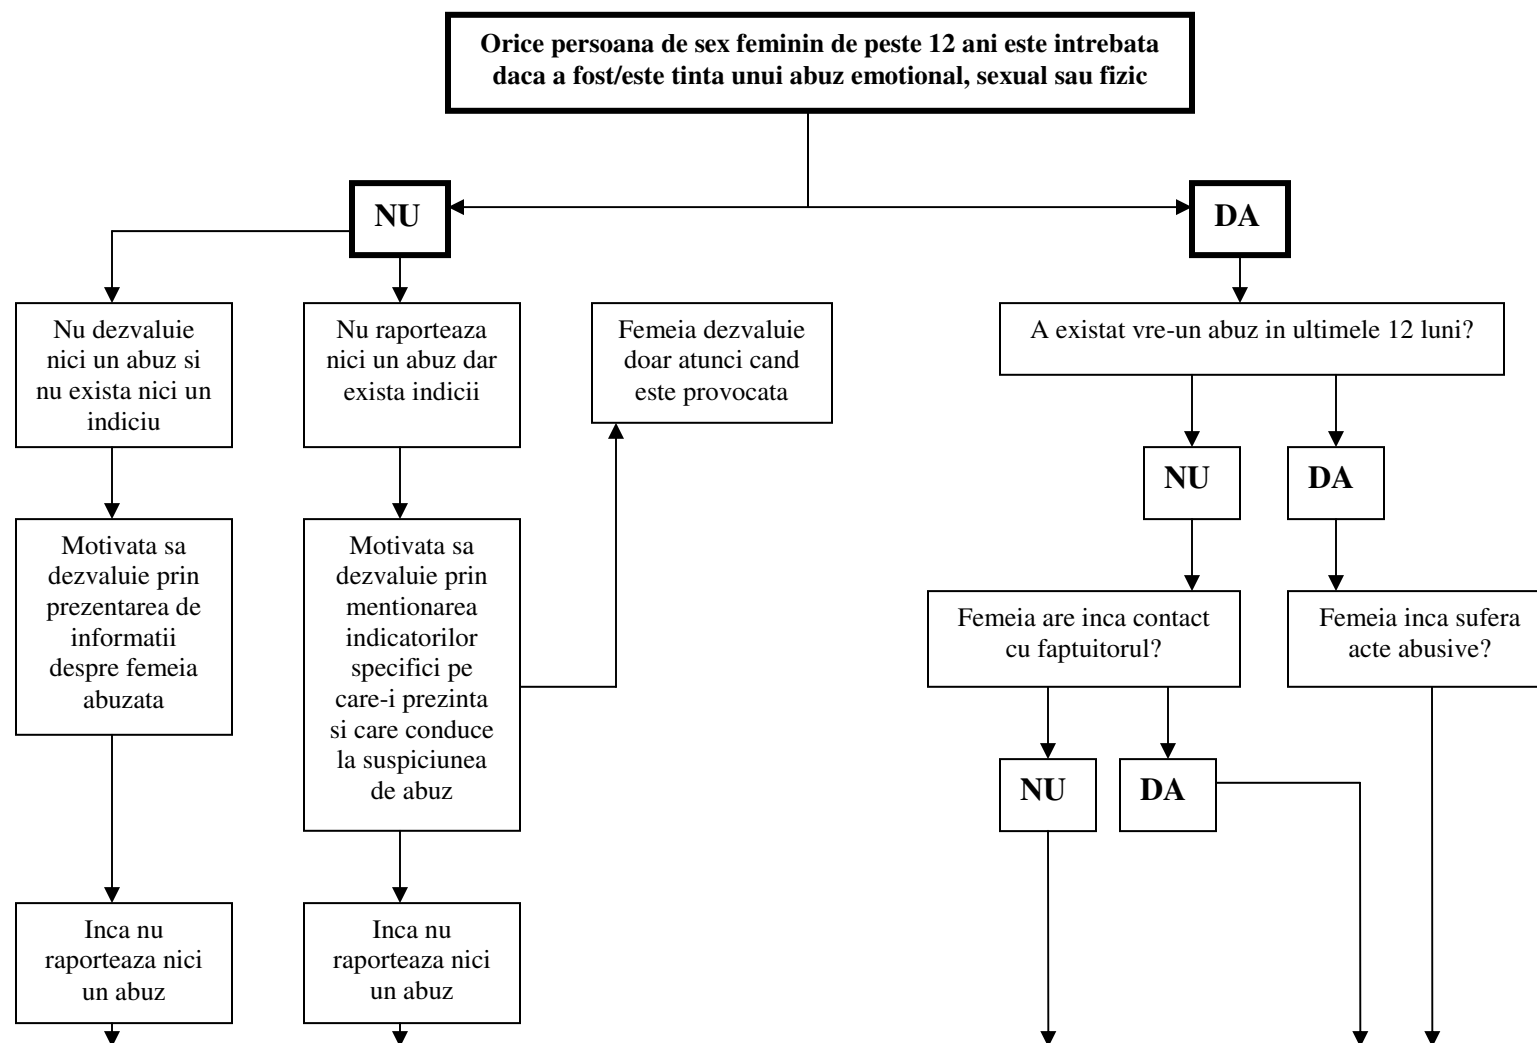 Orice persoana de sex feminin de peste 12 ani este intrebata
daca a fost/este tinta unui abuz emotional, sexual sau fizic
NU
DA
Nu dezvaluie
nici un abuz si
nu exista nici un
indiciu
Nu raporteaza
nici un abuz dar
exista indicii
Femeia dezvaluie
doar atunci cand
este provocata
A existat vre-un abuz in ultimele 12 luni?
NU
DA
Motivata sa
dezvaluie prin
prezentarea de
informatii
despre femeia
abuzata
Motivata sa
dezvaluie prin
mentionarea
indicatorilor
specifici pe
care-i prezinta
si care conduce
la suspiciunea
de abuz
Femeia are inca contact
cu faptuitorul?
Femeia inca sufera
acte abusive?
NU
DA
Inca nu
raporteaza nici
un abuz
Inca nu
raporteaza nici
un abuz